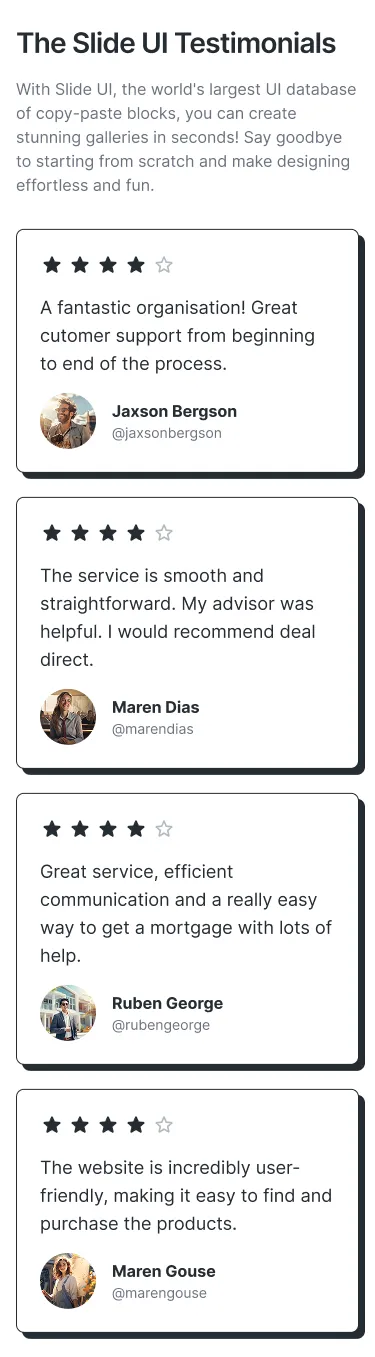 The Slide UI Testimonials
With Slide UI, the world's largest UI database
of copy-paste blocks, you can create
stunning galleries in seconds! Say goodbye
to starting from scratch and make designing
effortless and fun.
A fantastic organisation! Great
cutomer support from beginning
to end of the process.
Jaxson Bergson
@jaxsonbergson
The service is smooth and
straightforward. My advisor was
helpful. I would recommend deal
direct.
Maren Dias
@marendias
Great service, efficient
communication and a really easy
way to get a mortgage with lots of
help.
Ruben George
@rubengeorge
The website is incredibly user-
friendly, making it easy to find and
purchase the products.
Maren Gouse
@marengouse